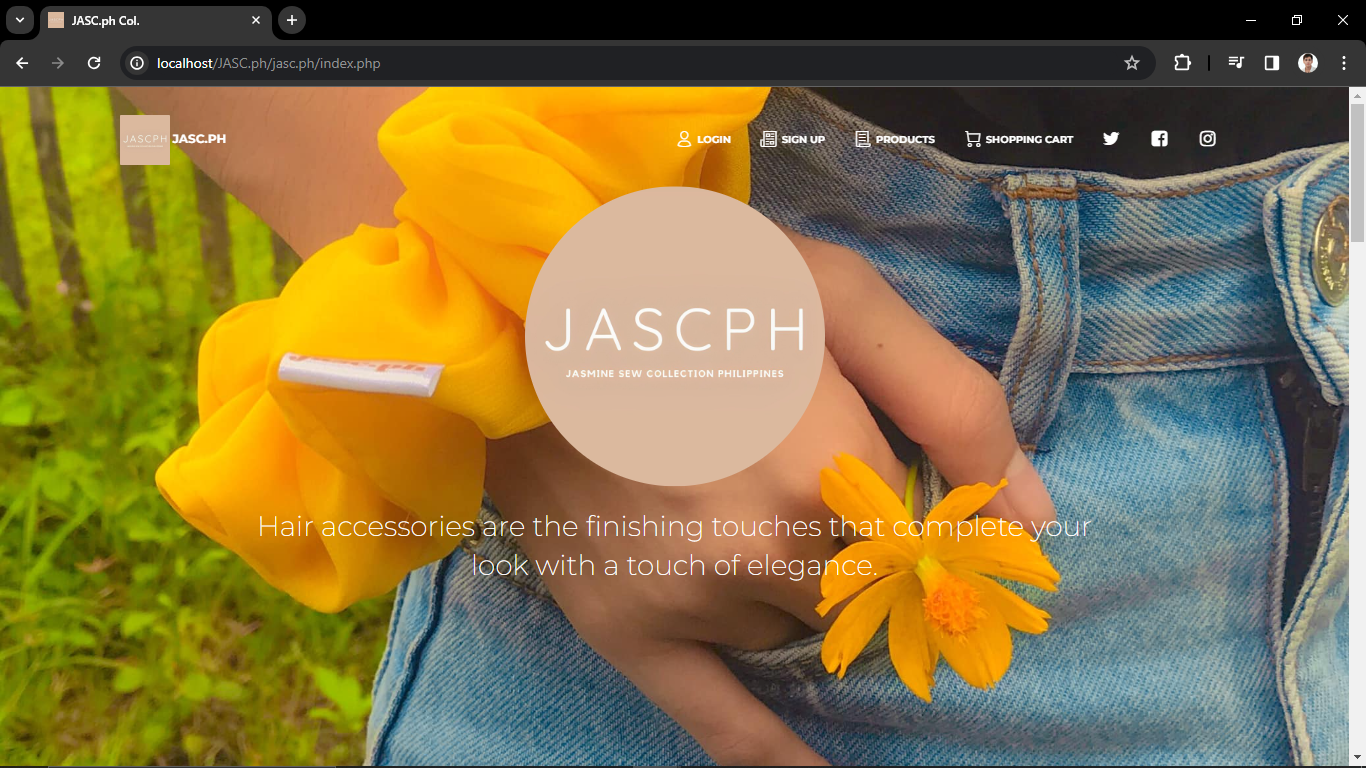 JASC.ph Col.
localhost/JASC.ph/jasc.ph/index.php
JASCPH
JASC.PH
LOGIN
SIGN UP
PRODUCTS
SHOPPING CART
JASCPH
JASMINE SEW COLLECTION PHILIPPINES
Hair accessories are the finishing touches that complete your
look with a touch of elegance.